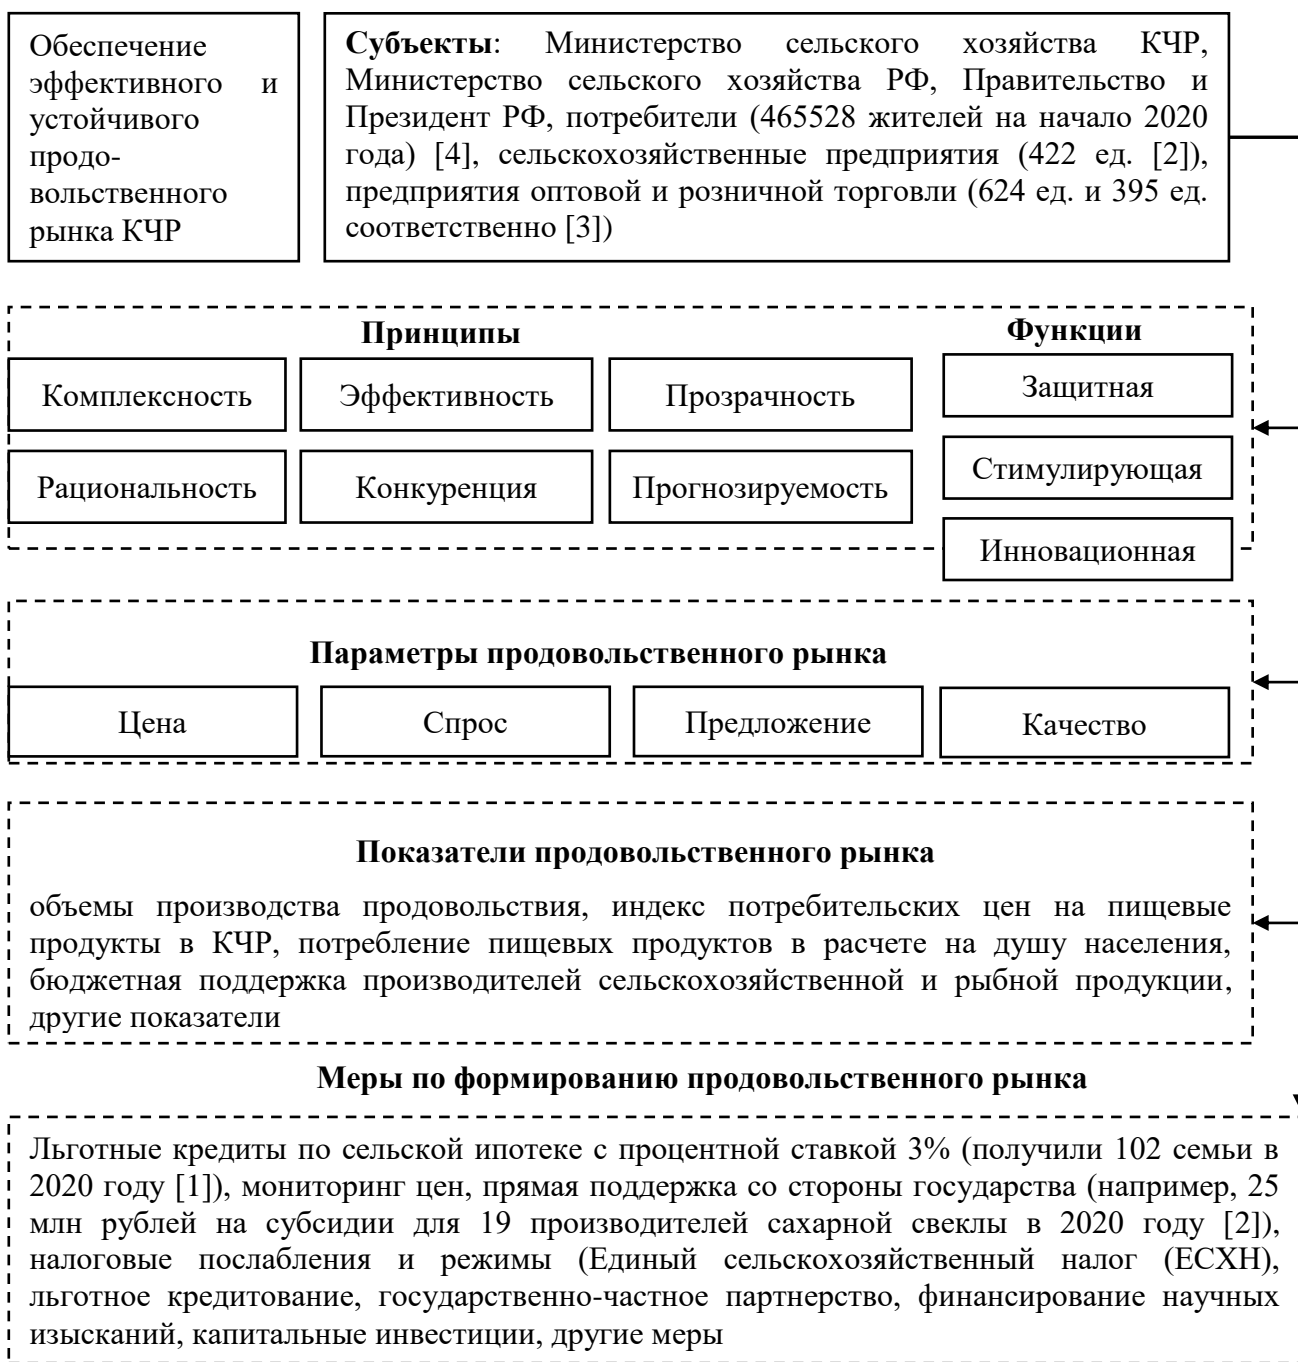 Обеспечение
эффективного и
устойчивого
продо-
вольственного
рынка КЧР
Субъекты: Министерство сельского хозяйства КЧР,
Министерство сельского хозяйства РФ, Правительство и
Президент РФ, потребители (465528 жителей на начало 2020
года) [4], сельскохозяйственные предприятия (422 ед. [2]),
предприятия оптовой и розничной торговли (624 ед. и 395 ед.
соответственно [3])
Принципы
Комплексность
Эффективность
Прозрачность
Рациональность
Конкуренция
Прогнозируемость
Функции
Защитная
Стимулирующая
Инновационная
Параметры продовольственного рынка
Цена
Спрос
Предложение
Качество
Показатели продовольственного рынка
объемы производства продовольствия, индекс потребительских цен на пищевые
продукты в КЧР, потребление пищевых продуктов в расчете на душу населения,
бюджетная поддержка производителей сельскохозяйственной и рыбной продукции,
другие показатели
Меры по формированию продовольственного рынка
Льготные кредиты по сельской ипотеке с процентной ставкой 3% (получили 102 семьи в
2020 году [1]), мониторинг цен, прямая поддержка со стороны государства (например, 25
млн рублей на субсидии для 19 производителей сахарной свеклы в 2020 году [2]),
налоговые послабления и режимы (Единый сельскохозяйственный налог (ЕСХН),
льготное кредитование, государственно-частное партнерство, финансирование научных
изысканий, капитальные инвестиции, другие меры